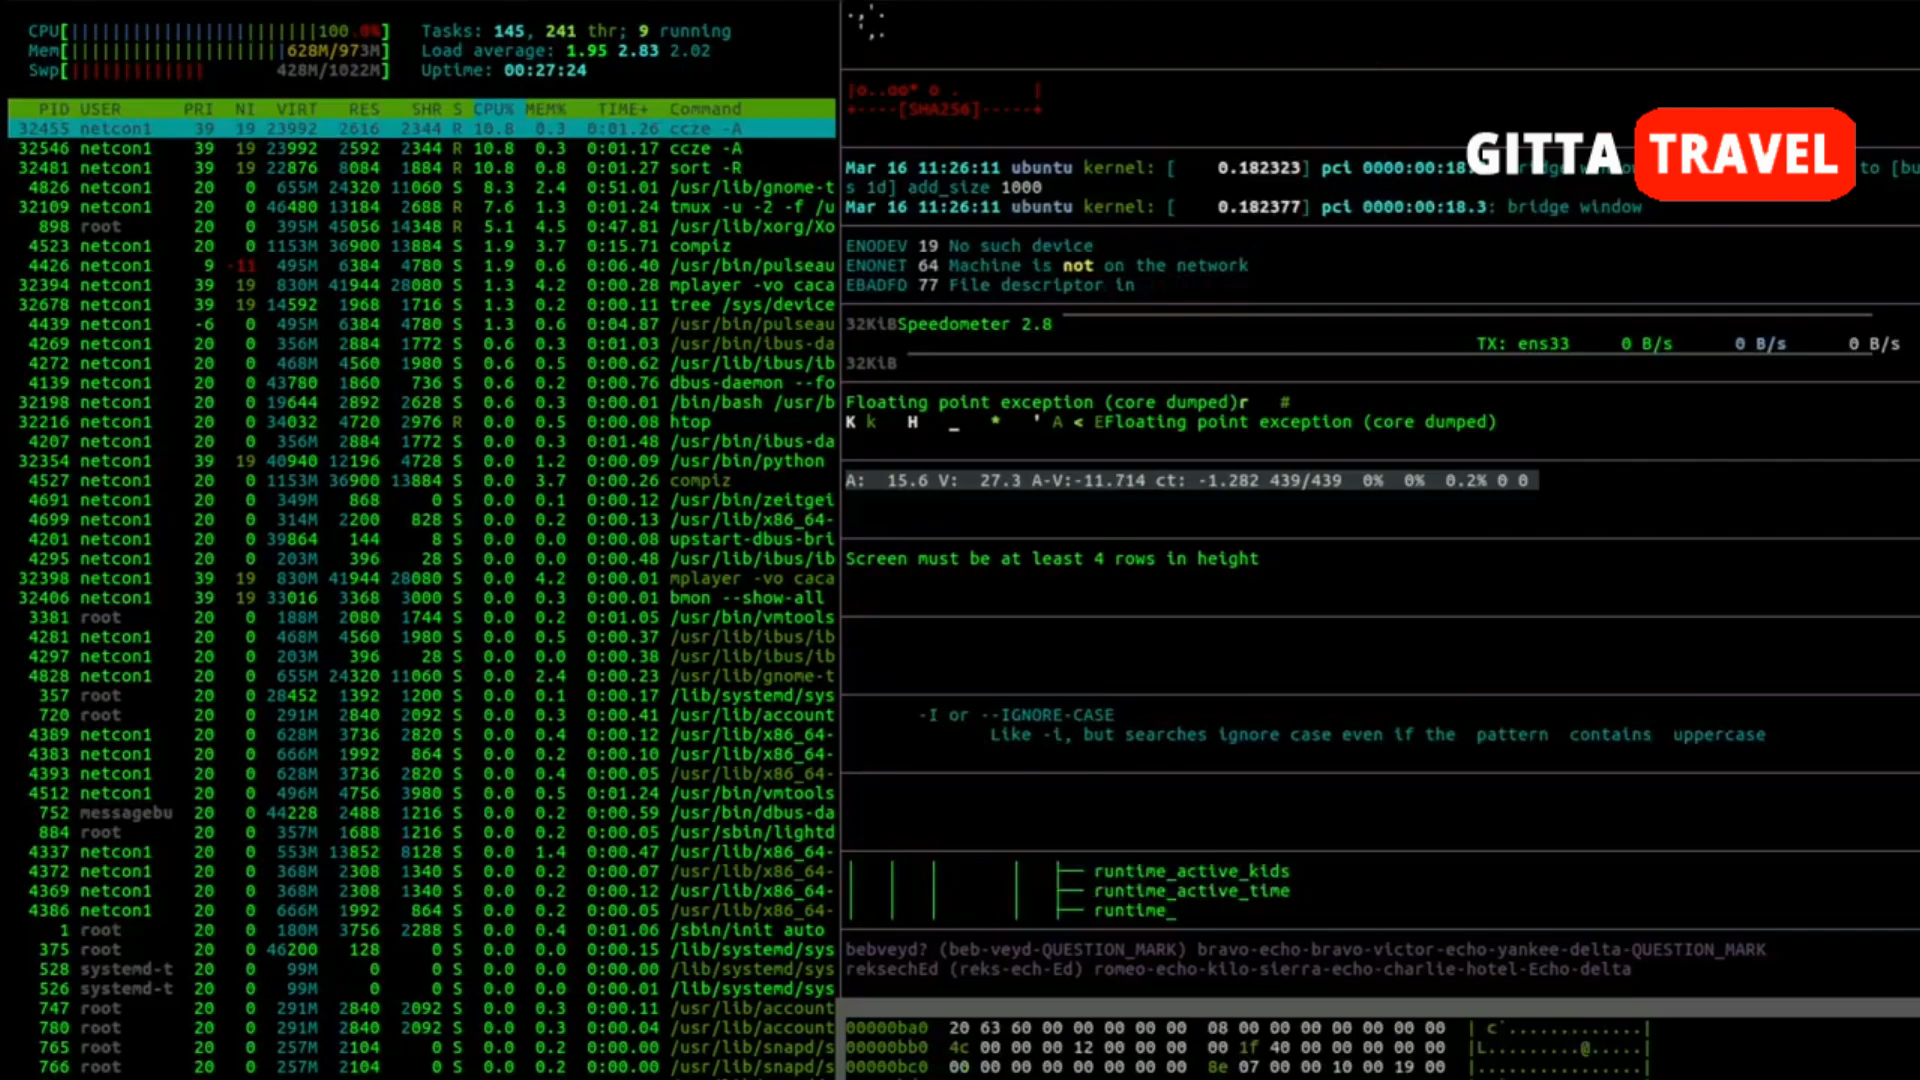 CPU[||||||||||||||||||||||||100.0%]
Mem[|||||||||||||||||||||628M/973M]
Swp[|||||||||||||        428M/1022M]
Tasks: 145, 241 thr; 9 running
Load average: 1.95 2.83 2.02
Uptime: 00:27:24
PID USER PRI NI VIRT RES SHR S CPU% MEM% TIME+ Command
32455 netcon1 39 19 23992 2616 2344 R 10.8 0.3 0:01.26 ccze -A
32546 netcon1 39 19 23992 2592 2344 R 10.8 0.3 0:01.17 ccze -A
32481 netcon1 39 19 22876 8084 1884 R 10.8 0.8 0:01.27 sort -R
4826 netcon1 20 0 655M 24320 11060 S 8.3 2.4 0:51.01 /usr/lib/gnome-t
32109 netcon1 20 0 46480 13184 2688 R 7.6 1.3 0:01.24 tmux -u -2 -f /u
898 root 20 0 395M 45056 14348 R 5.1 4.5 0:47.81 /usr/lib/xorg/Xo
4523 netcon1 20 0 1153M 36900 13884 S 1.9 3.7 0:15.71 compiz
4426 netcon1 9 -11 495M 6384 4780 S 1.9 0.6 0:06.40 /usr/bin/pulseau
32394 netcon1 39 19 830M 41944 28080 S 1.3 4.2 0:00.28 mplayer -vo caca
32678 netcon1 39 19 14592 1968 1716 S 1.3 0.2 0:00.11 tree /sys/device
4439 netcon1 -6 0 495M 6384 4780 S 1.3 0.6 0:04.87 /usr/bin/pulseau
4269 netcon1 20 0 356M 2884 1772 S 0.6 0.3 0:01.03 /usr/bin/ibus-da
4272 netcon1 20 0 468M 4560 1980 S 0.6 0.5 0:00.62 /usr/lib/ibus/ib
4139 netcon1 20 0 43780 1860 736 S 0.6 0.2 0:00.76 dbus-daemon --fo
32198 netcon1 20 0 19644 2892 2628 S 0.6 0.3 0:00.01 /bin/bash /usr/b
32216 netcon1 20 0 34032 4720 2976 R 0.0 0.5 0:00.08 htop
4207 netcon1 20 0 356M 2884 1772 S 0.0 0.3 0:01.48 /usr/bin/ibus-da
32354 netcon1 39 19 40940 12196 4728 S 0.0 1.2 0:00.09 /usr/bin/python
4527 netcon1 20 0 1153M 36900 13884 S 0.0 3.7 0:00.26 compiz
4691 netcon1 20 0 349M 868 0 S 0.0 0.1 0:00.12 /usr/bin/zeitgei
4699 netcon1 20 0 314M 2200 828 S 0.0 0.2 0:00.13 /usr/lib/x86_64-
4201 netcon1 20 0 39864 144 8 S 0.0 0.0 0:00.08 upstart-dbus-bri
4295 netcon1 20 0 203M 396 28 S 0.0 0.0 0:00.48 /usr/lib/ibus/ib
32398 netcon1 39 19 830M 41944 28080 S 0.0 4.2 0:00.01 mplayer -vo caca
32406 netcon1 39 19 33016 3368 3000 S 0.0 0.3 0:00.01 bmon --show-all
3381 root 20 0 188M 2080 1744 S 0.0 0.2 0:01.05 /usr/bin/vmtools
4281 netcon1 20 0 468M 4560 1980 S 0.0 0.5 0:00.37 /usr/lib/ibus/ib
4297 netcon1 20 0 203M 396 28 S 0.0 0.0 0:00.38 /usr/lib/ibus/ib
4828 netcon1 20 0 655M 24320 11060 S 0.0 2.4 0:00.23 /usr/lib/gnome-t
357 root 20 0 28452 1392 1200 S 0.0 0.1 0:00.17 /lib/systemd/sys
720 root 20 0 291M 2840 2092 S 0.0 0.3 0:00.41 /usr/lib/account
4389 netcon1 20 0 628M 3736 2820 S 0.0 0.4 0:00.12 /usr/lib/x86_64-
4383 netcon1 20 0 666M 1992 864 S 0.0 0.2 0:00.10 /usr/lib/x86_64-
4393 netcon1 20 0 628M 3736 2820 S 0.0 0.4 0:00.05 /usr/lib/x86_64-
4512 netcon1 20 0 496M 4756 3980 S 0.0 0.5 0:01.24 /usr/bin/vmtools
752 messagebu 20 0 44228 2488 1216 S 0.0 0.2 0:00.59 /usr/bin/dbus-da
884 root 20 0 357M 1688 1216 S 0.0 0.2 0:00.05 /usr/sbin/lightd
4337 netcon1 20 0 553M 13852 8128 S 0.0 1.4 0:00.47 /usr/lib/x86_64-
4372 netcon1 20 0 368M 2308 1340 S 0.0 0.2 0:00.07 /usr/lib/x86_64-
4369 netcon1 20 0 368M 2308 1340 S 0.0 0.2 0:00.12 /usr/lib/x86_64-
4386 netcon1 20 0 666M 1992 864 S 0.0 0.2 0:00.05 /usr/lib/x86_64-
1 root 20 0 180M 3756 2288 S 0.0 0.4 0:01.06 /sbin/init auto
375 root 20 0 46200 128 0 S 0.0 0.0 0:00.15 /lib/systemd/sys
528 systemd-t 20 0 99M 0 0 S 0.0 0.0 0:00.00 /lib/systemd/sys
526 systemd-t 20 0 99M 0 0 S 0.0 0.0 0:00.01 /lib/systemd/sys
747 root 20 0 291M 2840 2092 S 0.0 0.3 0:00.11 /usr/lib/account
780 root 20 0 291M 2840 2092 S 0.0 0.3 0:00.04 /usr/lib/account
765 root 20 0 257M 2104 0 S 0.0 0.2 0:00.00 /usr/lib/snapd/s
766 root 20 0 257M 2104 0 S 0.0 0.2 0:00.00 /usr/lib/snapd/s
|o..oo* o . |
+----[SHA256]-----+
GITTA TRAVEL
Mar 16 11:26:11 ubuntu kernel: [ 0.182323] pci 0000:00:18. to [bu
s 1d] add_size 1000
Mar 16 11:26:11 ubuntu kernel: [ 0.182377] pci 0000:00:18.3: bridge window
ENODEV 19 No such device
ENONET 64 Machine is not on the network
EBADFD 77 File descriptor in
32KiBSpeedometer 2.8
TX: ens33 0 B/s 0 B/s 0 B/s
32KiB
Floating point exception (core dumped)r #
K k H _ * ' A < EFloating point exception (core dumped)
A: 15.6 V: 27.3 A-V:-11.714 ct: -1.282 439/439 0% 0% 0.2% 0 0
Screen must be at least 4 rows in height
-I or --IGNORE-CASE
Like -i, but searches ignore case even if the pattern contains uppercase
├── runtime_active_kids
├── runtime_active_time
├── runtime_
bebveyd? (beb-veyd-QUESTION_MARK) bravo-echo-bravo-victor-echo-yankee-delta-QUESTION_MARK
reksechEd (reks-ech-Ed) romeo-echo-kilo-sierra-echo-charlie-hotel-Echo-delta
00000ba0 20 63 60 00 00 00 00 00 08 00 00 00 00 00 00 00 | c`.............|
00000bb0 4c 00 00 00 12 00 00 00 00 1f 40 00 00 00 00 00 |L.........@.....|
00000bc0 00 00 00 00 00 00 00 00 8e 07 00 00 10 00 19 00 |................|